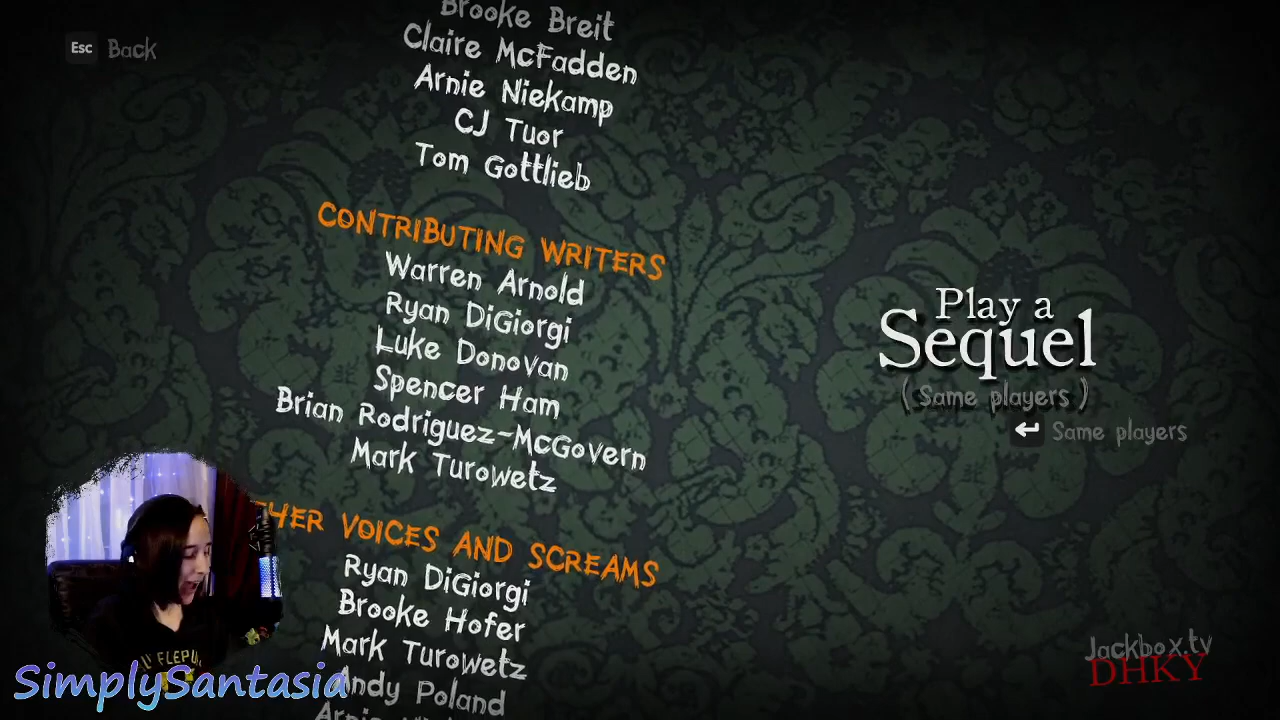 Esc Back
Brooke Breit
Claire McFadden
Arnie Niekamp
CJ Tuor
Tom Gottlieb
CONTRIBUTING WRITERS
Warren Arnold
Ryan DiGiorgi
Luke Donovan
Spencer Ham
Brian Rodriguez-McGovern
Mark Turowetz
VOICES AND SCREAMS
Ryan DiGiorgi
Brooke Hofer
Mark Turowetz
Andy Poland
Play a
Sequel
(Same players)
Same players
Jackbox.tv
DHKY
SimplySantasia